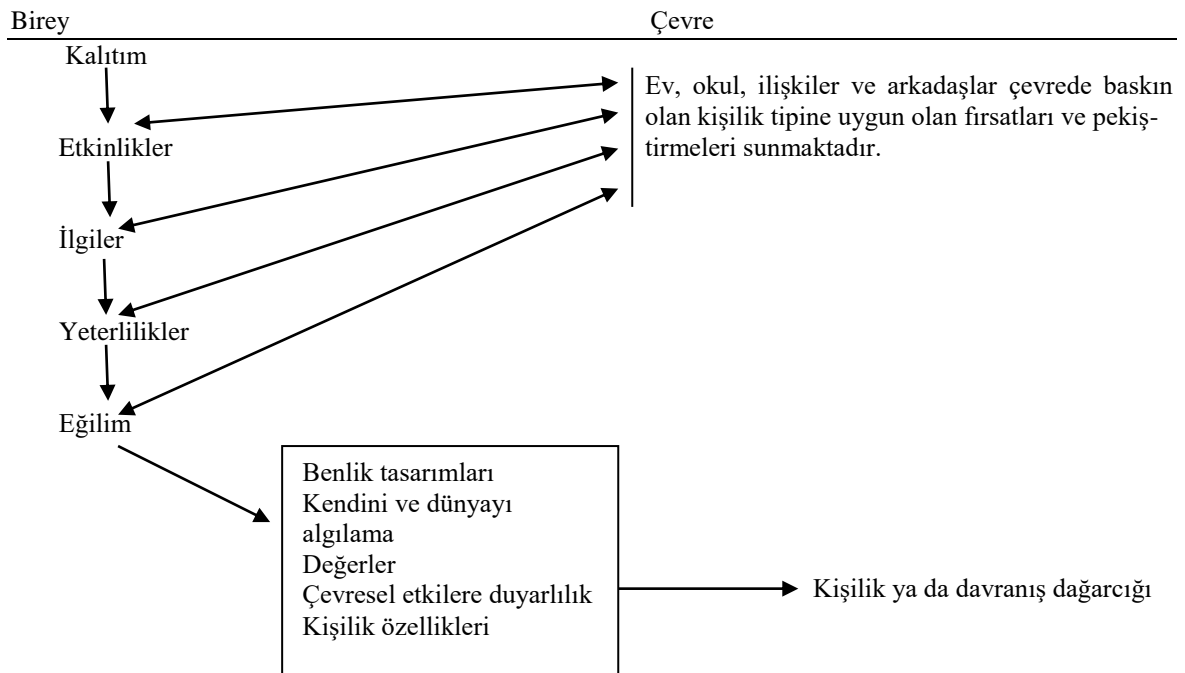 Birey Çevre
Kalıtım
Ev, okul, ilişkiler ve arkadaşlar çevrede baskın
olan kişilik tipine uygun olan fırsatları ve pekiş-
tirmeleri sunmaktadır.
Etkinlikler
İlgiler
Yeterlilikler
Eğilim
Benlik tasarımları
Kendini ve dünyayı
algılama
Değerler
Çevresel etkilere duyarlılık
Kişilik özellikleri
Kişilik ya da davranış dağarcığı